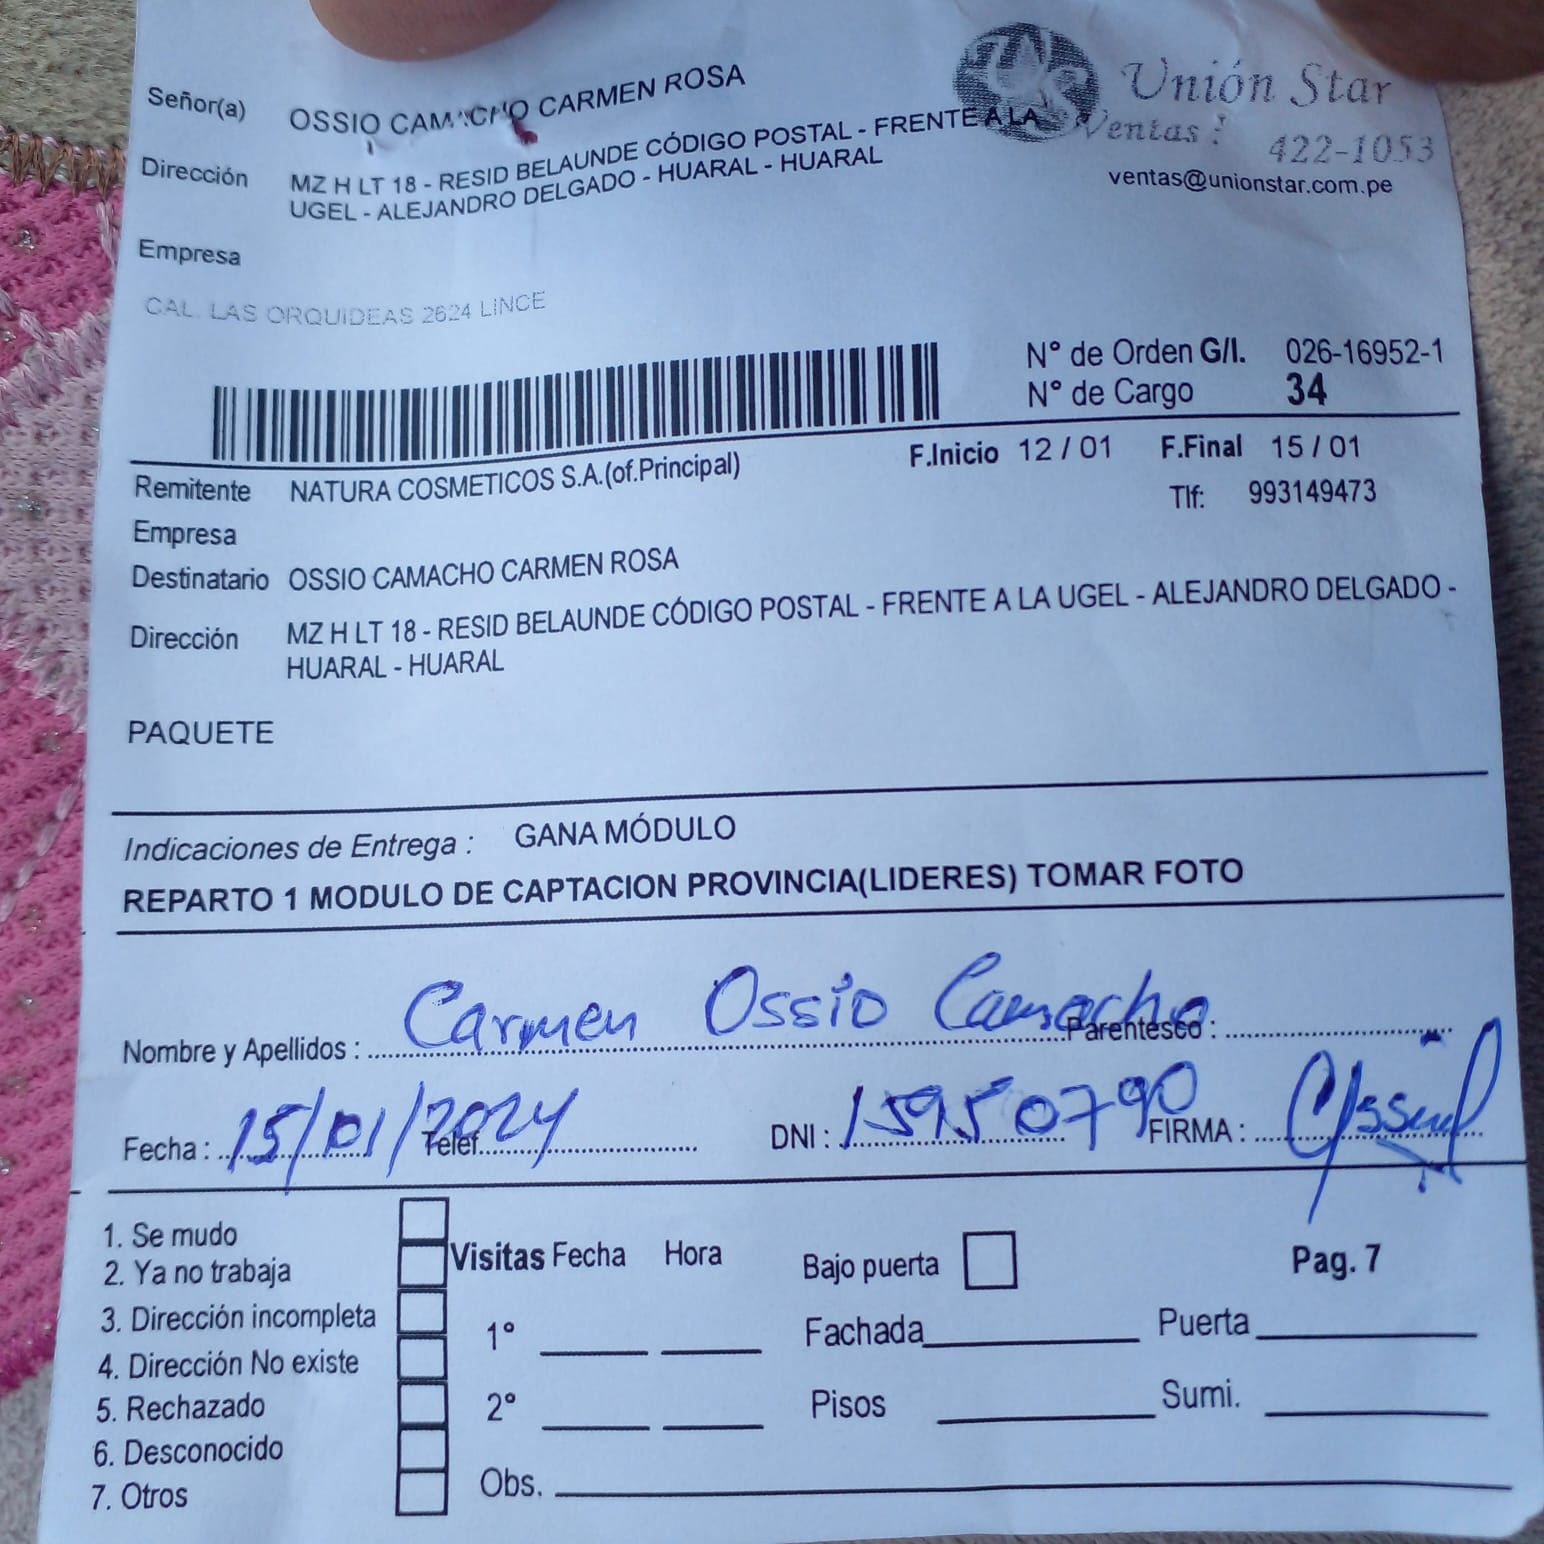 Señor(a) OSSIO CAMACHO CARMEN ROSA
Unión Star
Ventas: 422-1053
ventas@unionstar.com.pe
Dirección MZ H LT 18 - RESID BELAUNDE CÓDIGO POSTAL - FRENTE A LA
UGEL - ALEJANDRO DELGADO - HUARAL - HUARAL
Empresa
CAL. LAS ORQUIDEAS 2624 LINCE
N° de Orden G/I. 026-16952-1
N° de Cargo 34
F.Inicio 12 / 01 F.Final 15 / 01
Remitente NATURA COSMETICOS S.A.(of.Principal)
Tlf: 993149473
Empresa
Destinatario OSSIO CAMACHO CARMEN ROSA
Dirección MZ H LT 18 - RESID BELAUNDE CÓDIGO POSTAL - FRENTE A LA UGEL - ALEJANDRO DELGADO -
HUARAL - HUARAL
PAQUETE
Indicaciones de Entrega : GANA MÓDULO
REPARTO 1 MODULO DE CAPTACION PROVINCIA(LIDERES) TOMAR FOTO
Nombre y Apellidos : Carmen Ossio Camacho Parentesco :
Fecha : 15/01/2024 Telef. DNI : 15950790 FIRMA :
1. Se mudo
2. Ya no trabaja
3. Dirección incompleta
4. Dirección No existe
5. Rechazado
6. Desconocido
7. Otros
Visitas Fecha Hora
1°
2°
Obs.
Bajo puerta
Pag. 7
Fachada Puerta
Pisos Sumi.